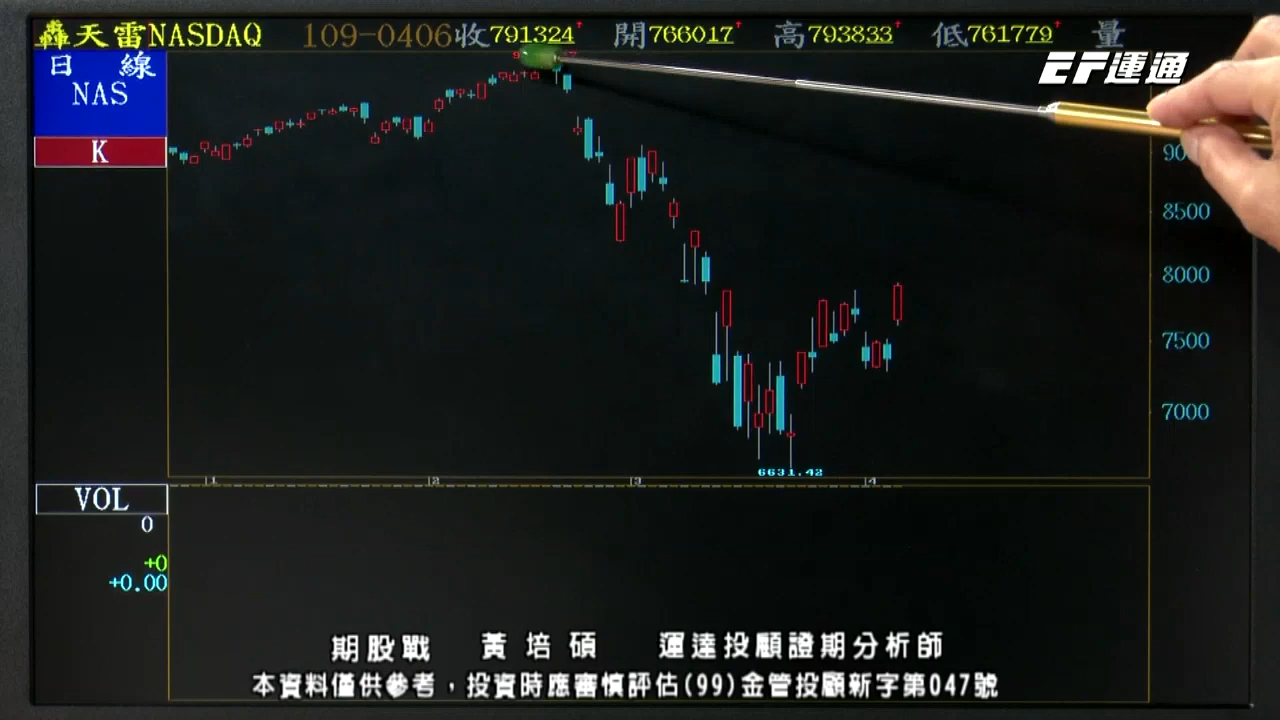 轟天雷NASDAQ 109-0406 收791324↑ 開766017↑ 高793833↑ 低761779↑ 量
EF運通
日 線
NAS
K
8500
8000
7500
7000
6631.42
1 2 3 4
VOL
0
+0
+0.00
期股戰 黃培碩 運達投顧證期分析師
本資料僅供參考，投資時應審慎評估(99)金管投顧新字第047號